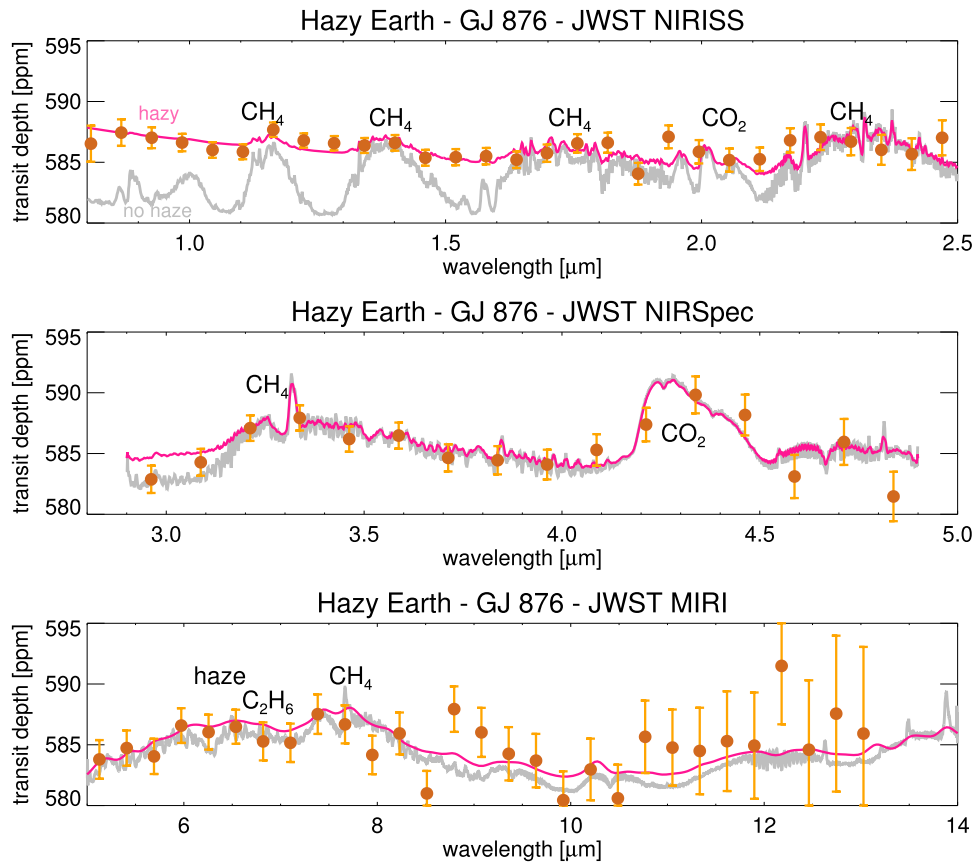 Hazy Earth - GJ 876 - JWST NIRISS
595
590
585
580
transit depth [ppm]
hazy
no haze
CH₄
CH₄
CH₄
CO₂
CH₄
1.0 1.5 2.0 2.5
wavelength [μm]
Hazy Earth - GJ 876 - JWST NIRSpec
595
590
585
580
transit depth [ppm]
CH₄
CO₂
3.0 3.5 4.0 4.5 5.0
wavelength [μm]
Hazy Earth - GJ 876 - JWST MIRI
595
590
585
580
transit depth [ppm]
haze
C₂H₆
CH₄
6 8 10 12 14
wavelength [μm]